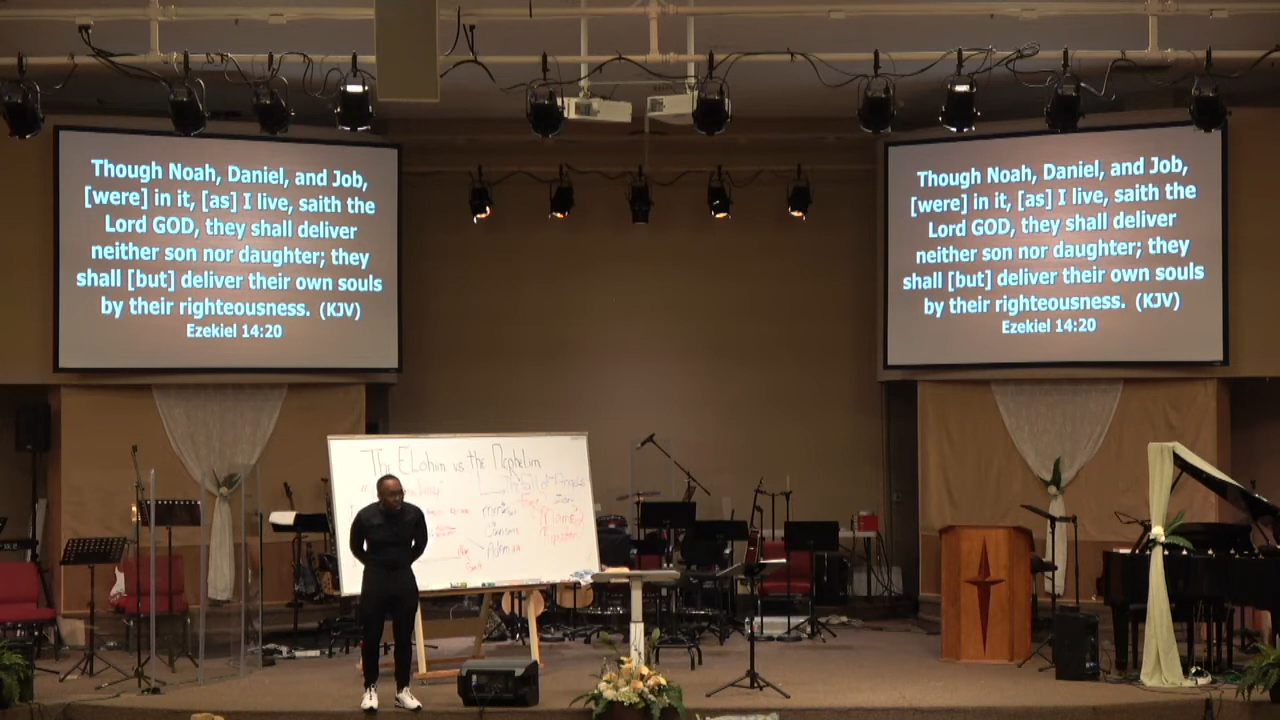 Though Noah, Daniel, and Job,
[were] in it, [as] I live, saith the
Lord GOD, they shall deliver
neither son nor daughter; they
shall [but] deliver their own souls
by their righteousness. (KJV)
Ezekiel 14:20
Though Noah, Daniel, and Job,
[were] in it, [as] I live, saith the
Lord GOD, they shall deliver
neither son nor daughter; they
shall [but] deliver their own souls
by their righteousness. (KJV)
Ezekiel 14:20
The ELohim vs the Nephelim